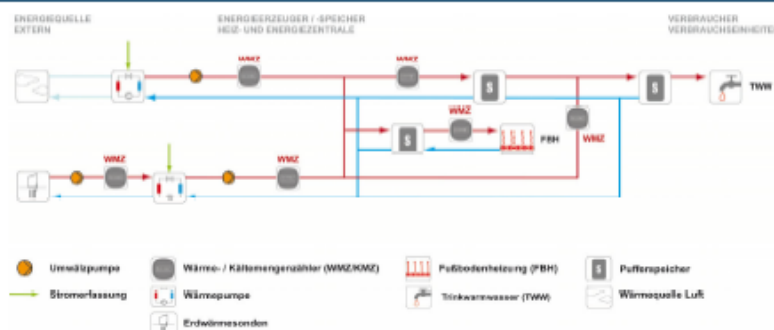 ENERGIEQUELLE
EXTERN
ENERGIEERZEUGER / -SPEICHER
HEIZ- UND ENERGIEZENTRALE
VERBRAUCHER
VERBRAUCHSEINHEITEN
WMZ
WMZ
S
S
TWW
S
WMZ
FBH
WMZ
WMZ
WMZ
Umwälzpumpe
Wärme- / Kältemengenzähler (WMZ/KMZ)
Fußbodenheizung (FBH)
S
Pufferspeicher
Stromerfassung
Wärmepumpe
Trinkwarmwasser (TWW)
Wärmequelle Luft
Erdwärmesonden